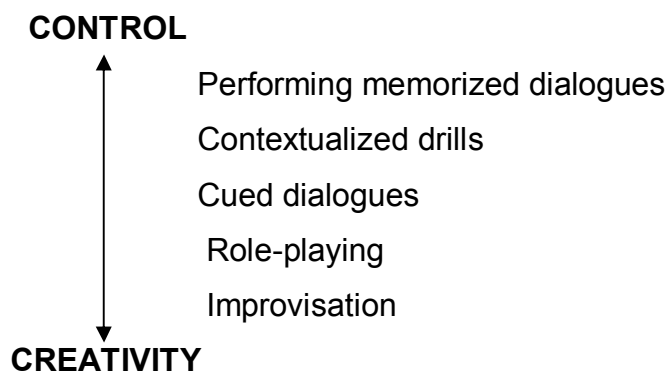 CONTROL
Performing memorized dialogues
Contextualized drills
Cued dialogues
Role-playing
Improvisation
CREATIVITY